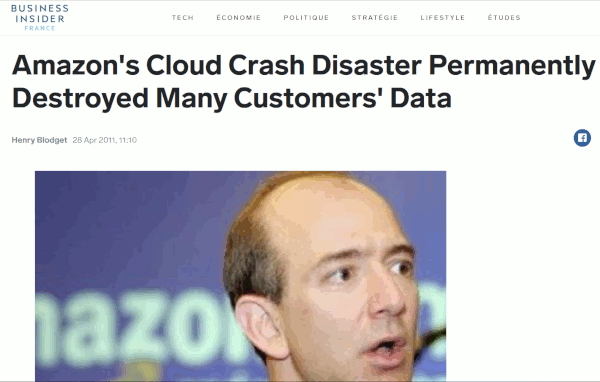 BUSINESS
INSIDER
FRANCE
TECH ÉCONOMIE POLITIQUE STRATÉGIE LIFESTYLE ÉTUDES
Amazon's Cloud Crash Disaster Permanently
Destroyed Many Customers' Data
Henry Blodget 28 Apr 2011, 11:10
mazon